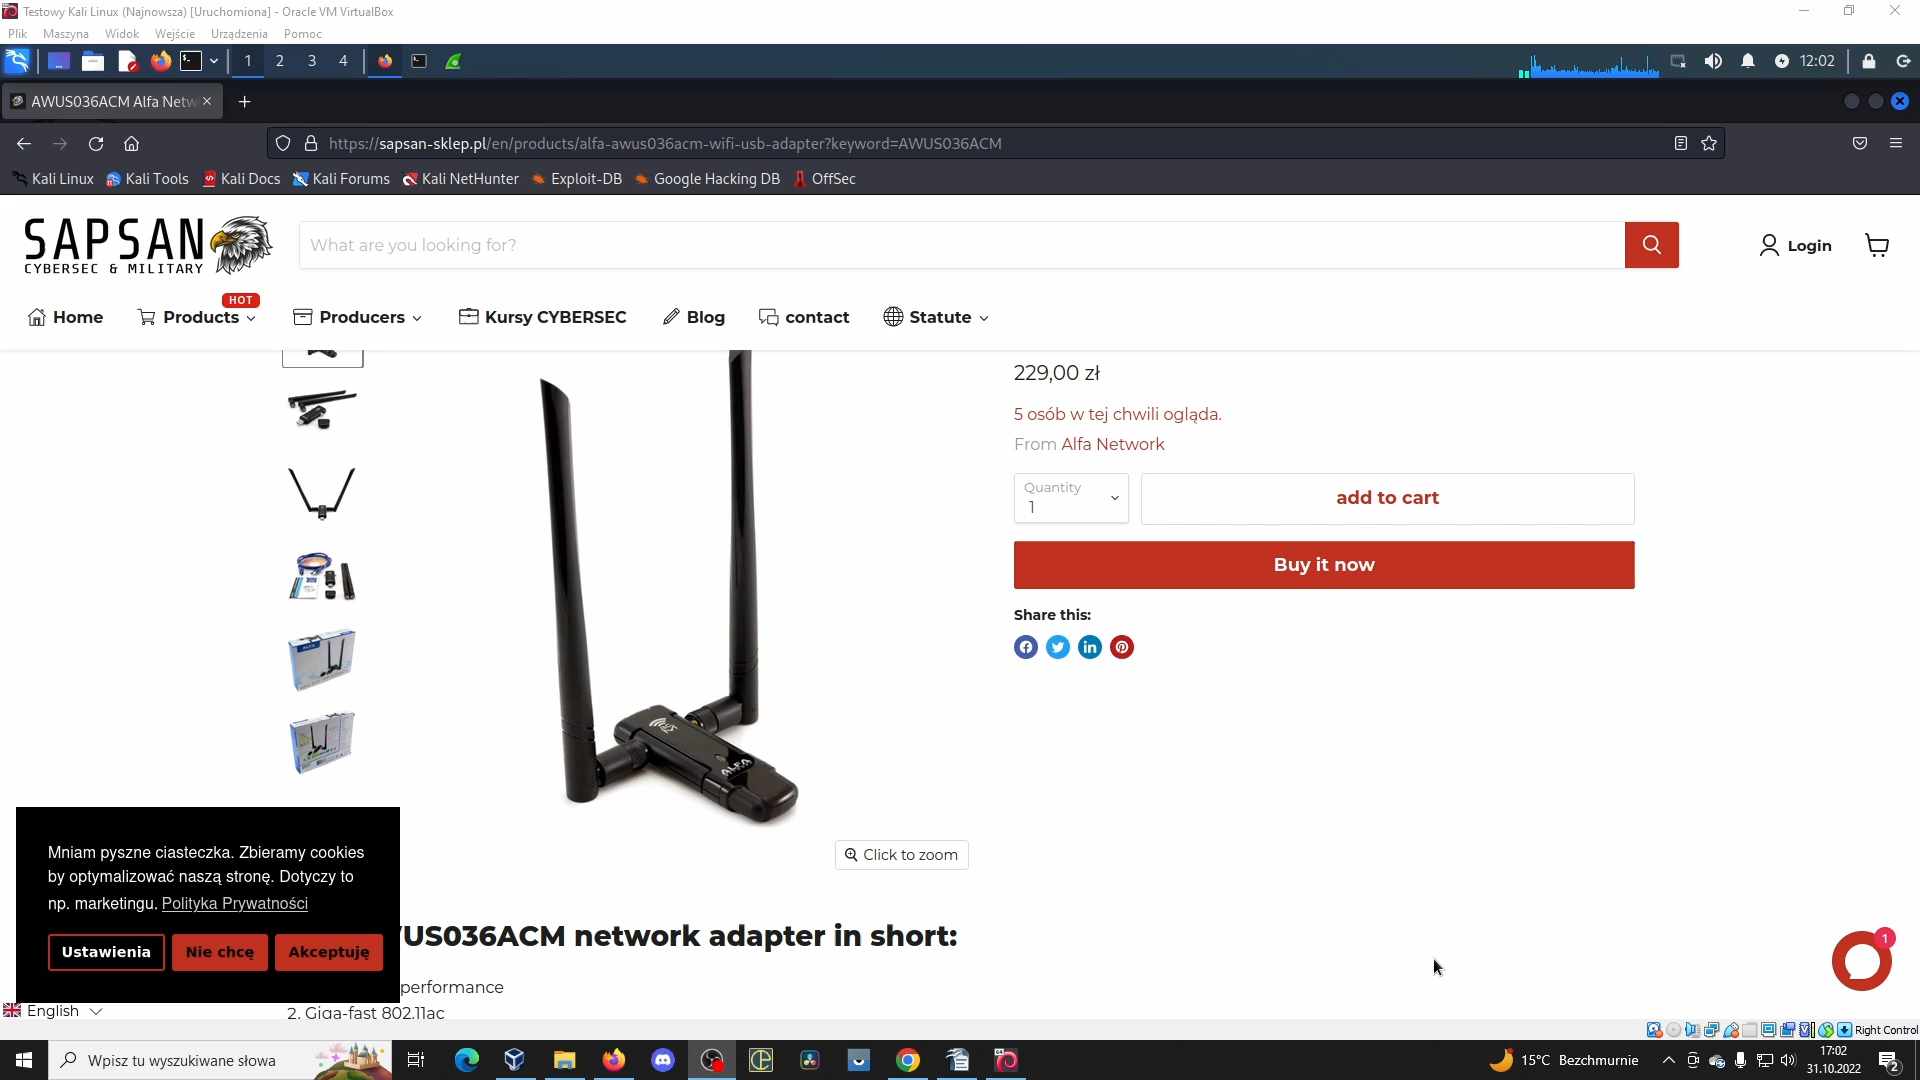 Testowy Kali Linux (Najnowsza) [Uruchomiona] - Oracle VM VirtualBox
Plik Maszyna Widok Wejście Urządzenia Pomoc
1 2 3 4 12:02
AWUS036ACM Alfa Netw
https://sapsan-sklep.pl/en/products/alfa-awus036acm-wifi-usb-adapter?keyword=AWUS036ACM
Kali Linux Kali Tools Kali Docs Kali Forums Kali NetHunter Exploit-DB Google Hacking DB OffSec
SAPSAN
CYBERSEC & MILITARY
What are you looking for?
Login
HOT
Home Products Producers Kursy CYBERSEC Blog contact Statute
229,00 zł
5 osób w tej chwili ogląda.
From Alfa Network
Quantity
1
add to cart
Buy it now
Share this:
ALFA
Click to zoom
Mniam pyszne ciasteczka. Zbieramy cookies
by optymalizować naszą stronę. Dotyczy to
np. marketingu. Polityka Prywatności
Ustawienia Nie chcę Akceptuję
WUS036ACM network adapter in short:
performance
2. Giga-fast 802.11ac
1
English
Right Control
Wpisz tu wyszukiwane słowa
15°C Bezchmurnie
17:02
31.10.2022
2